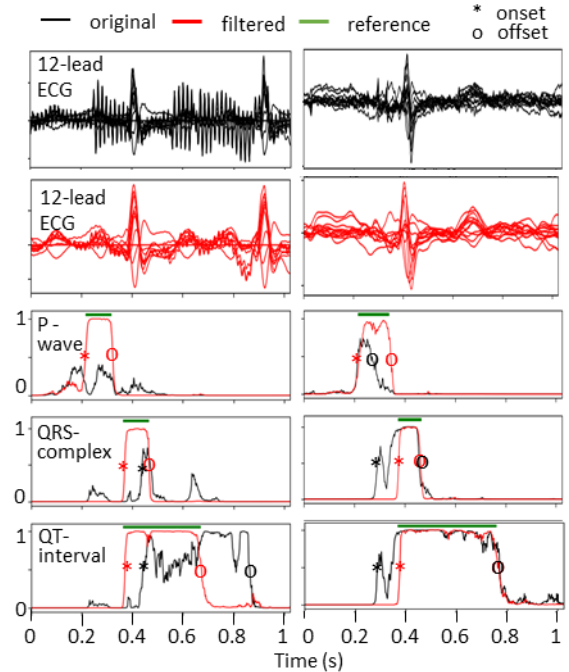 original filtered reference * onset
o offset
12-lead
ECG
12-lead
ECG
1
P -
wave
0
1
QRS-
complex
0
1
QT-
interval
0
0 0.2 0.4 0.6 0.8 1 0 0.2 0.4 0.6 0.8 1
Time (s)